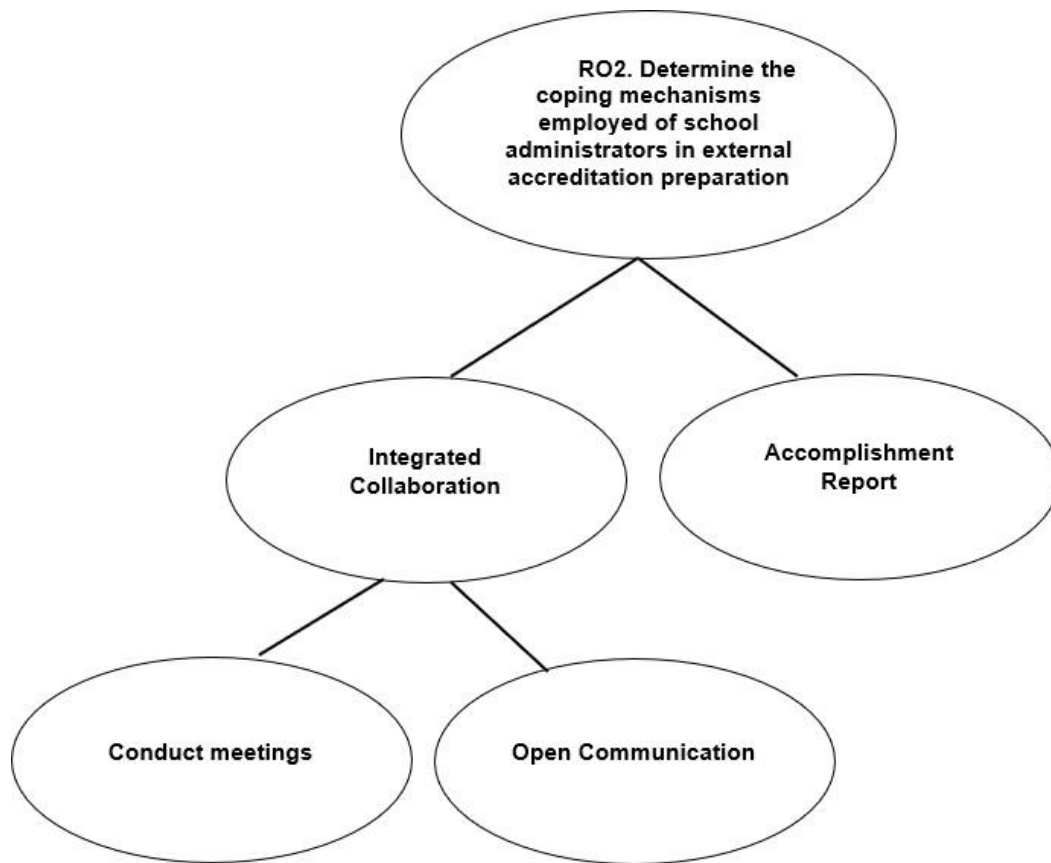 RO2. Determine the
coping mechanisms
employed of school
administrators in external
accreditation preparation
Integrated
Collaboration
Accomplishment
Report
Conduct meetings
Open Communication